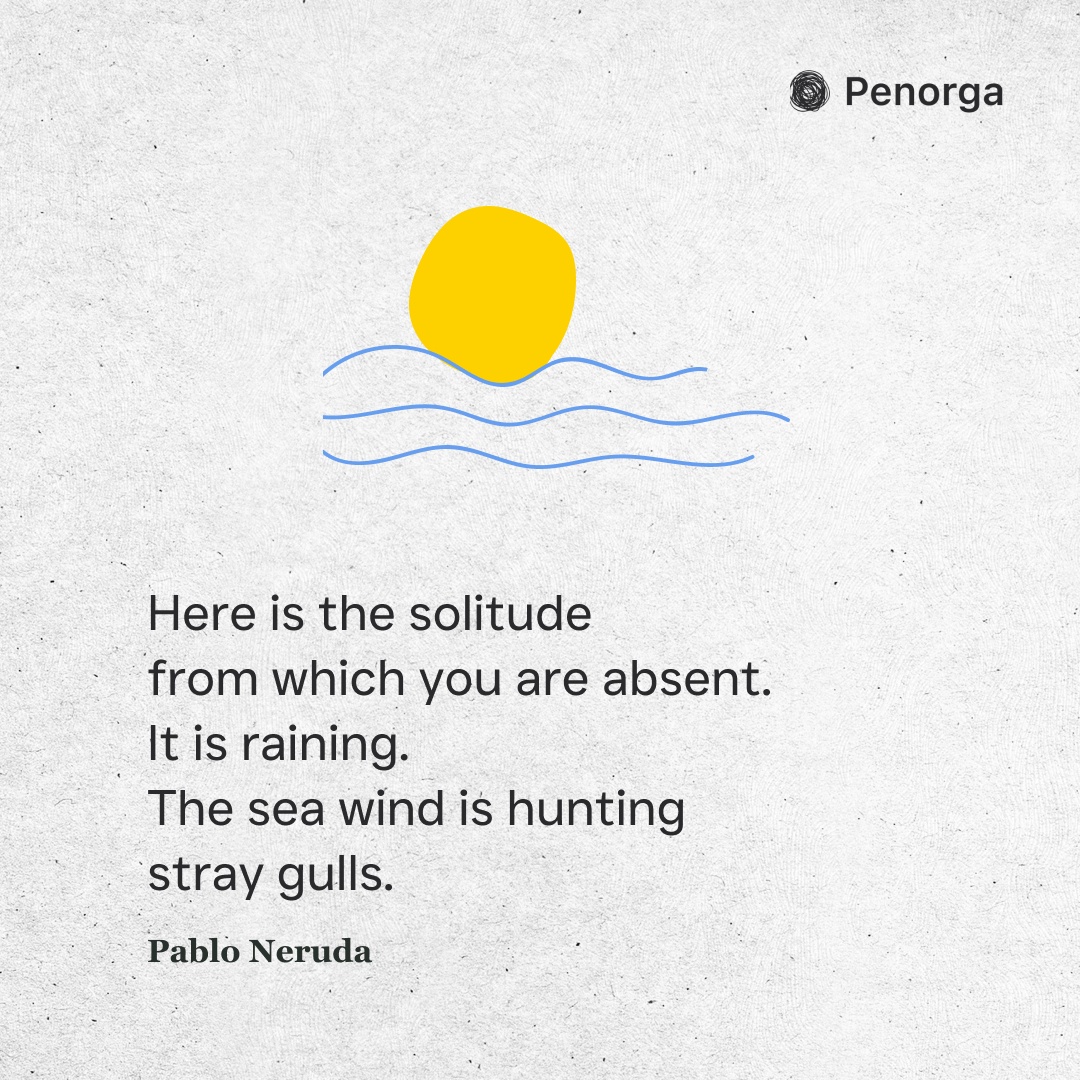 Penorga
Here is the solitude
from which you are absent.
It is raining.
The sea wind is hunting
stray gulls.
Pablo Neruda